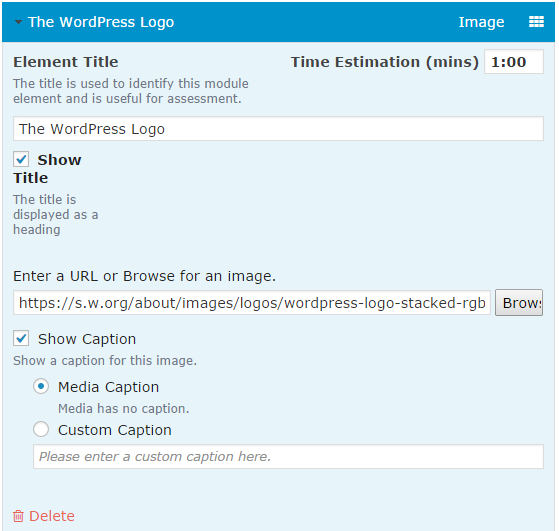 The WordPress Logo Image
Element Title Time Estimation (mins) 1:00
The title is used to identify this module
element and is useful for assessment.
The WordPress Logo
Show
Title
The title is
displayed as a
heading
Enter a URL or Browse for an image.
https://s.w.org/about/images/logos/wordpress-logo-stacked-rgb Brows
Show Caption
Show a caption for this image.
Media Caption
Media has no caption.
Custom Caption
Please enter a custom caption here.
Delete